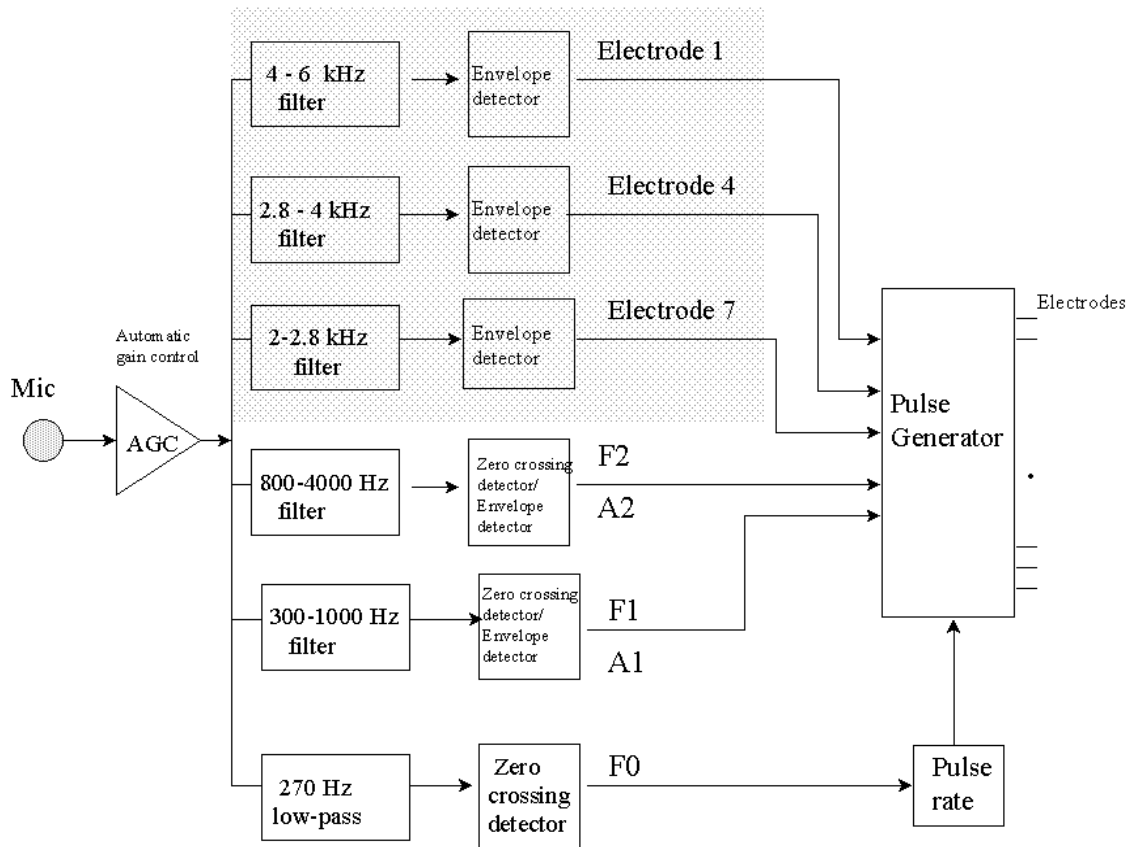 4 - 6 kHz
filter
Envelope
detector
Electrode 1
2.8 - 4 kHz
filter
Envelope
detector
Electrode 4
2-2.8 kHz
filter
Envelope
detector
Electrode 7
Automatic
gain control
Mic
AGC
800-4000 Hz
filter
Zero crossing
detector/
Envelope
detector
F2
A2
300-1000 Hz
filter
Zero crossing
detector/
Envelope
detector
F1
A1
270 Hz
low-pass
Zero
crossing
detector
F0
Pulse
rate
Pulse
Generator
Electrodes